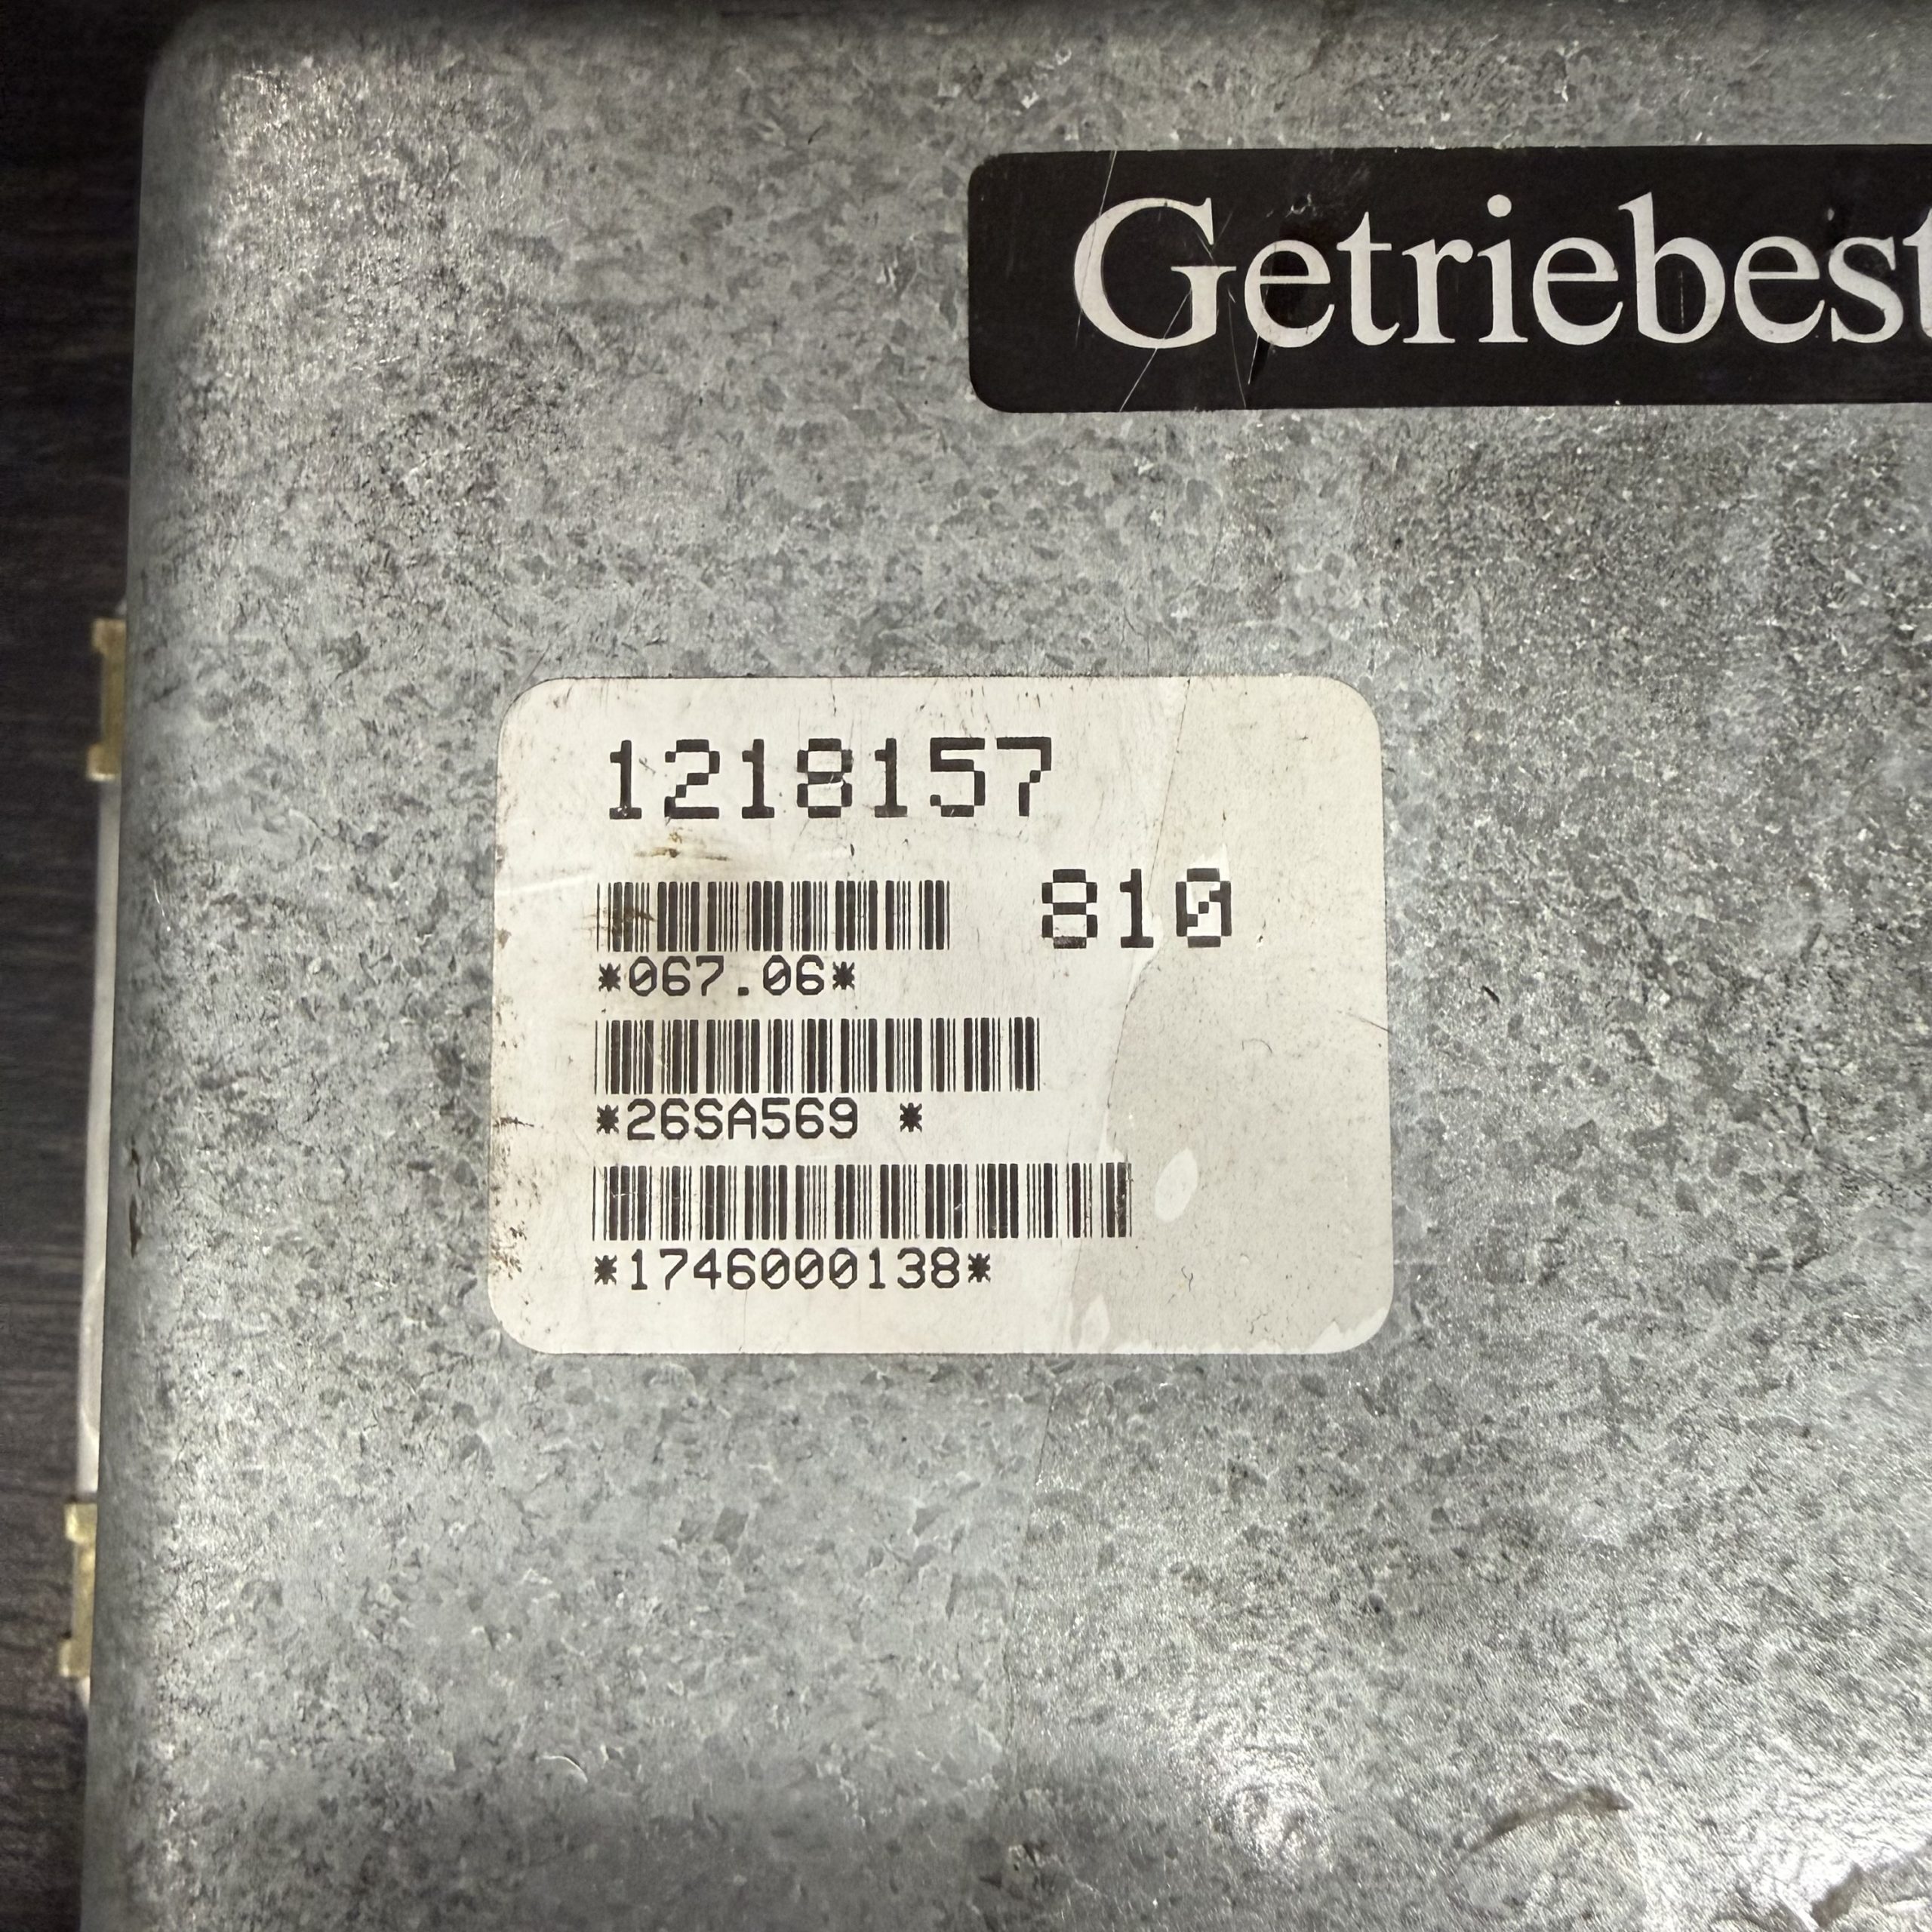 Getriebest
1218157
810
*067.06*
*26SA569 *
*1746000138*